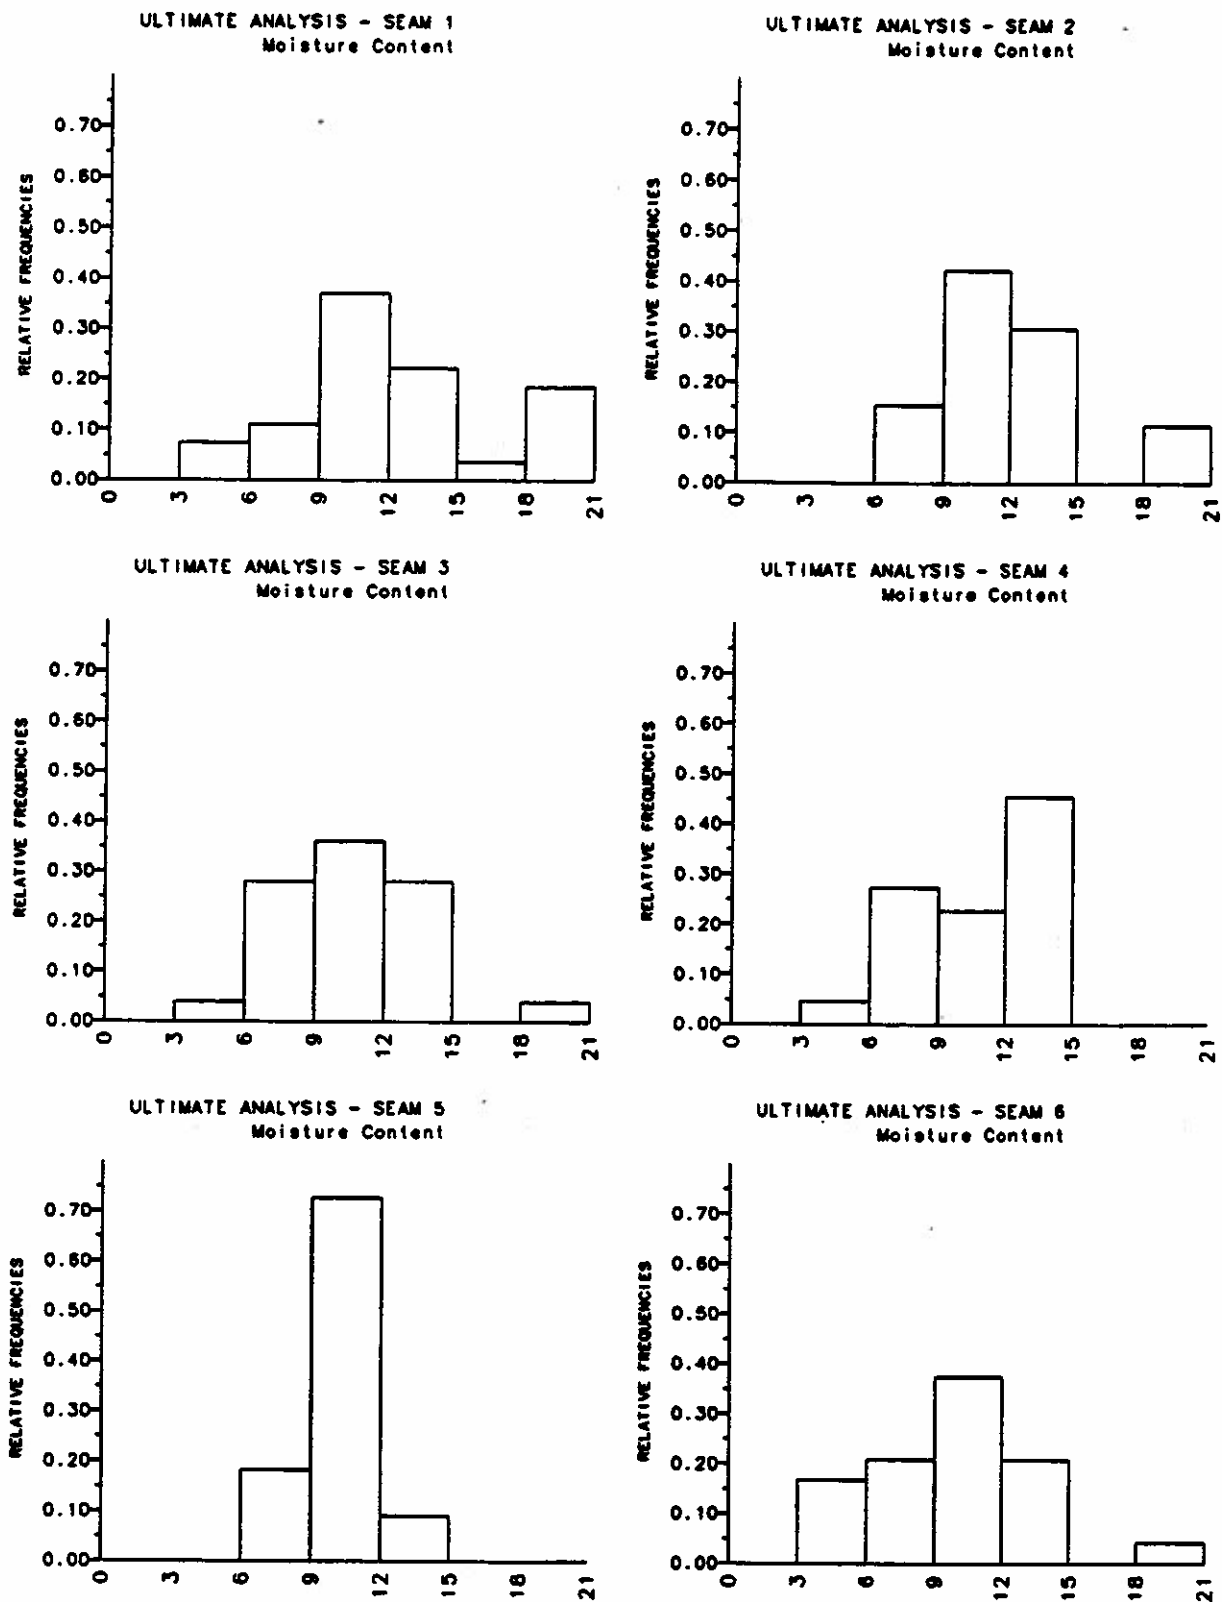 ULTIMATE ANALYSIS - SEAM 1
Moisture Content
RELATIVE FREQUENCIES
0.70
0.60
0.50
0.40
0.30
0.20
0.10
0.00
0 3 6 9 12 15 18 21
ULTIMATE ANALYSIS - SEAM 2
Moisture Content
RELATIVE FREQUENCIES
0.70
0.60
0.50
0.40
0.30
0.20
0.10
0.00
0 3 6 9 12 15 18 21
ULTIMATE ANALYSIS - SEAM 3
Moisture Content
RELATIVE FREQUENCIES
0.70
0.60
0.50
0.40
0.30
0.20
0.10
0.00
0 3 6 9 12 15 18 21
ULTIMATE ANALYSIS - SEAM 4
Moisture Content
RELATIVE FREQUENCIES
0.70
0.60
0.50
0.40
0.30
0.20
0.10
0.00
0 3 6 9 12 15 18 21
ULTIMATE ANALYSIS - SEAM 5
Moisture Content
RELATIVE FREQUENCIES
0.70
0.60
0.50
0.40
0.30
0.20
0.10
0.00
0 3 6 9 12 15 18 21
ULTIMATE ANALYSIS - SEAM 6
Moisture Content
RELATIVE FREQUENCIES
0.70
0.60
0.50
0.40
0.30
0.20
0.10
0.00
0 3 6 9 12 15 18 21